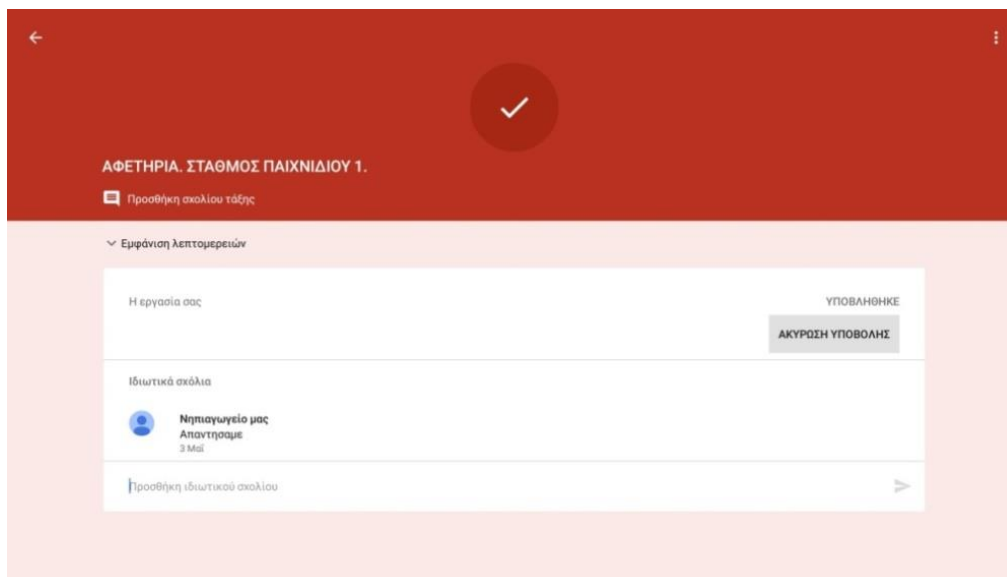 ΑΦΕΤΗΡΙΑ. ΣΤΑΘΜΟΣ ΠΑΙΧΝΙΔΙΟΥ 1.
Προσθήκη σχολίου τάξης
Εμφάνιση λεπτομερειών
Η εργασία σας
ΥΠΟΒΛΗΘΗΚΕ
ΑΚΥΡΩΣΗ ΥΠΟΒΟΛΗΣ
Ιδιωτικά σχόλια
Νηπιαγωγείο μας
Απαντησαμε
3 Μαΐ
Προσθήκη ιδιωτικού σχολίου